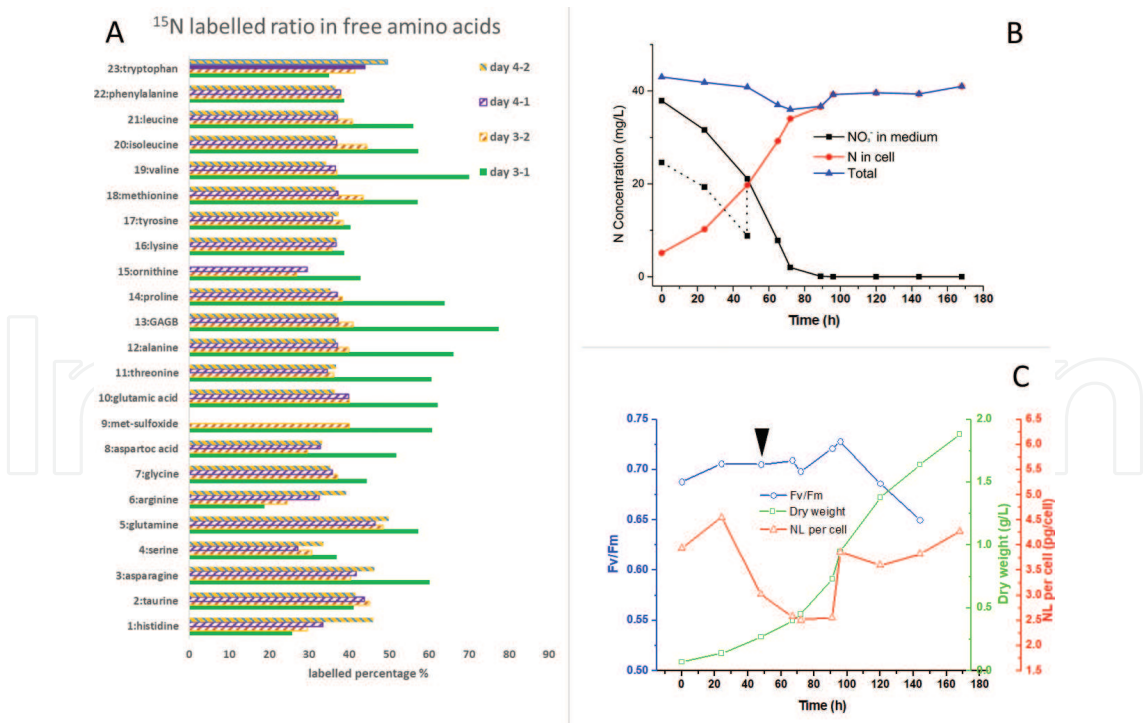 A
15N labelled ratio in free amino acids
23:tryptophan
22:phenylalanine
21:leucine
20:isoleucine
19:valine
18:methionine
17:tyrosine
16:lysine
15:ornithine
14:proline
13:GAGB
12:alanine
11:threonine
10:glutamic acid
9:met-sulfoxide
8:aspartoc acid
7:glycine
6:arginine
5:glutamine
4:serine
3:asparagine
2:taurine
1:histidine
day 4-2
day 4-1
day 3-2
day 3-1
0 10 20 30 40 50 60 70 80 90
labelled percentage %
B
N Concentration (mg/L)
40
20
0
NO3- in medium
N in cell
Total
0 20 40 60 80 100 120 140 160 180
Time (h)
C
Fv/Fm
0.75
0.70
0.65
0.60
0.55
0.50
Fv/Fm
Dry weight
NL per cell
Dry weight (g/L)
2.0
1.5
1.0
0.5
0.0
NL per cell (pg/cell)
6.5
6.0
5.5
5.0
4.5
4.0
3.5
3.0
2.5
2.0
1.5
0 20 40 60 80 100 120 140 160 180
Time (h)